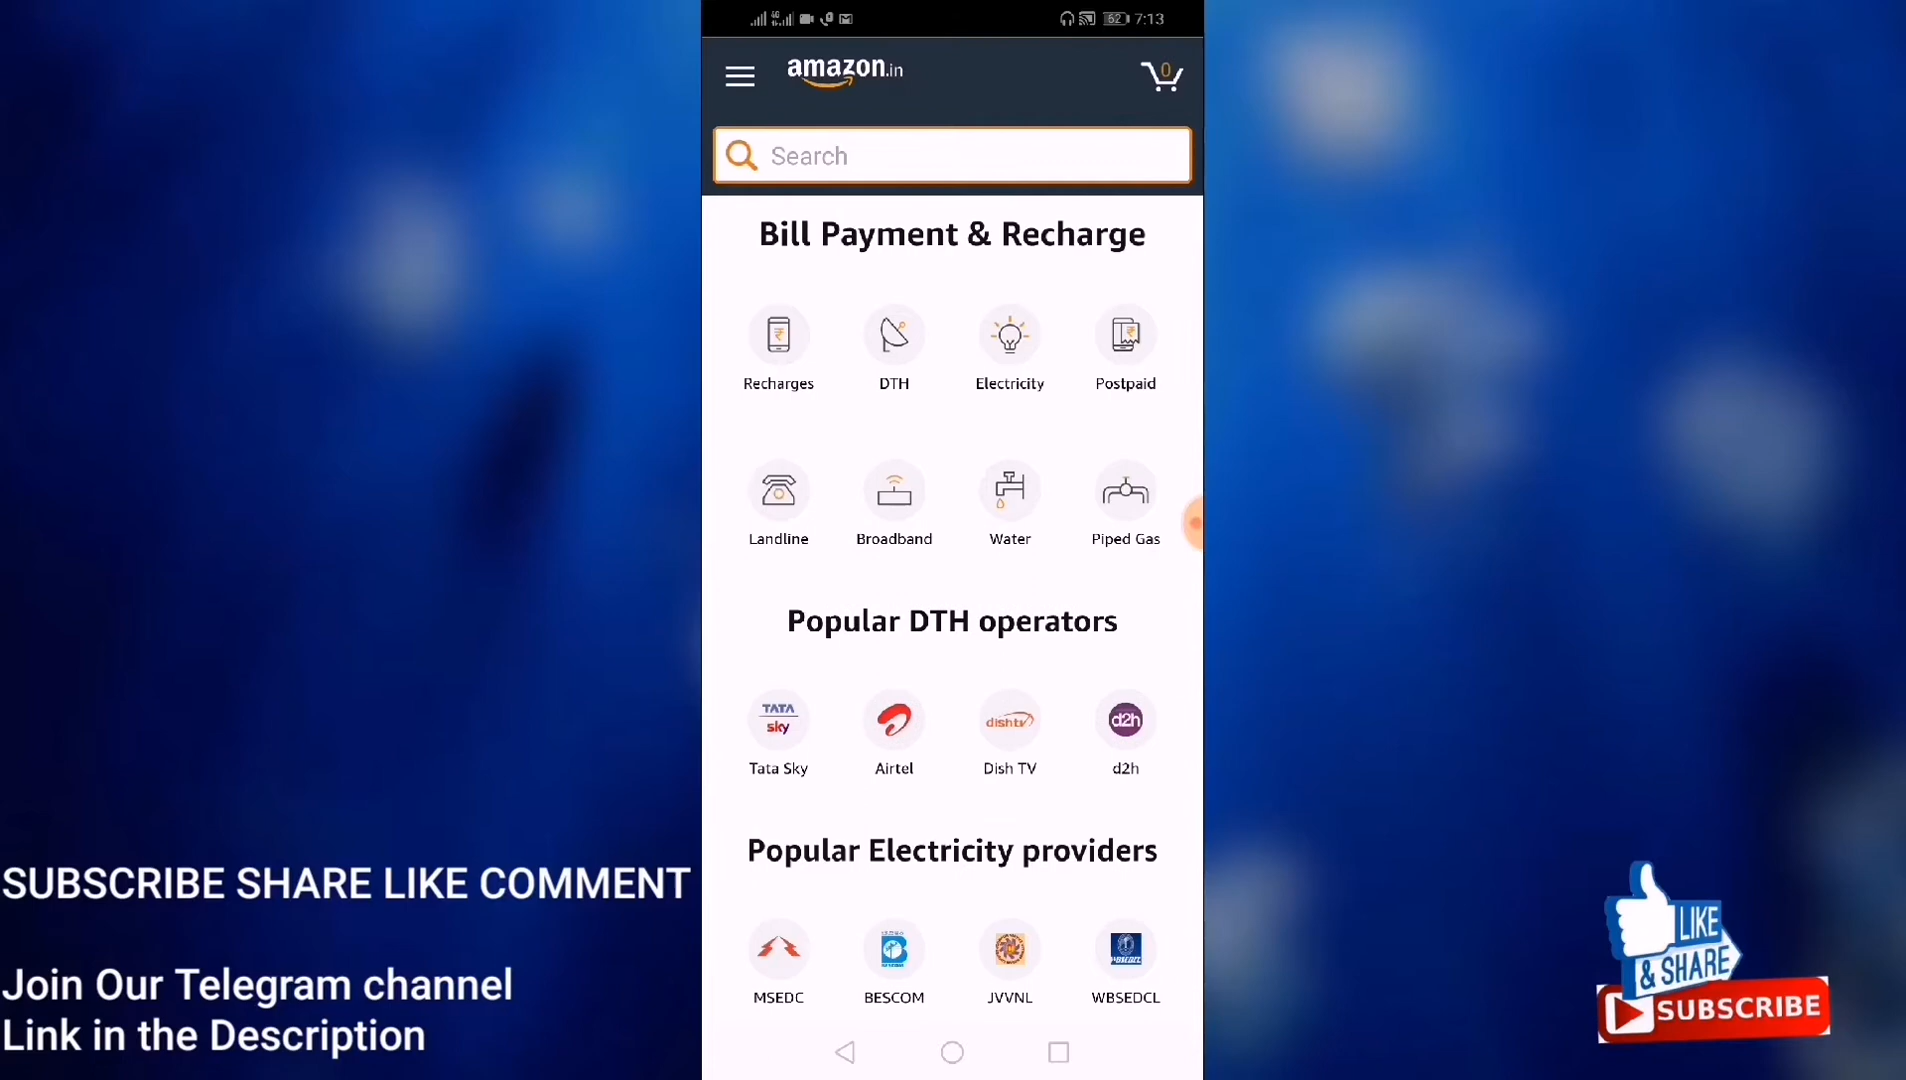 62 7:13
amazon.in
0
Search
Bill Payment & Recharge
Recharges DTH Electricity Postpaid
Landline Broadband Water Piped Gas
Popular DTH operators
TATA sky dishtv d2h
Tata Sky Airtel Dish TV d2h
Popular Electricity providers
MSEDC BESCOM JVVNL WBSEDCL
SUBSCRIBE SHARE LIKE COMMENT
Join Our Telegram channel
Link in the Description
LIKE
& SHARE
SUBSCRIBE